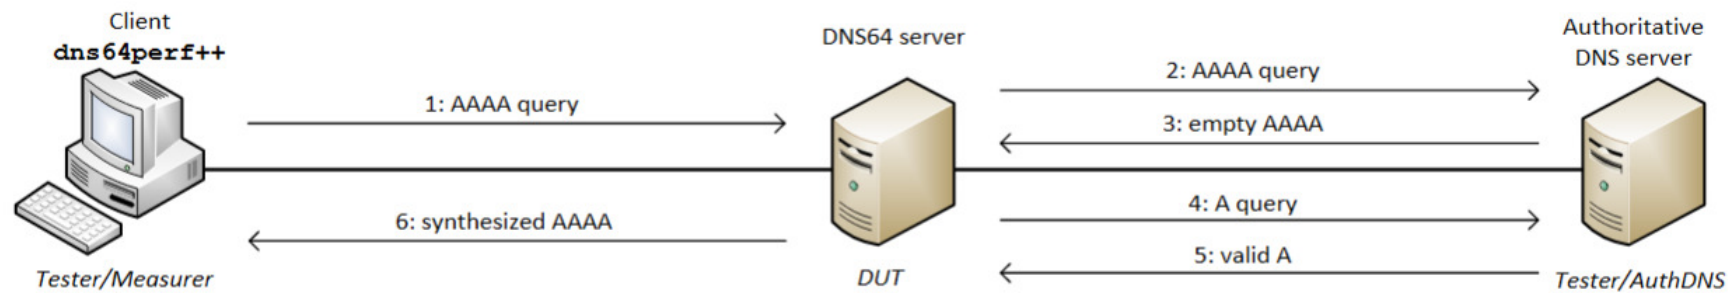 Client
dns64perf++
DNS64 server
Authoritative
DNS server
1: AAAA query
2: AAAA query
3: empty AAAA
4: A query
5: valid A
6: synthesized AAAA
Tester/Measurer
DUT
Tester/AuthDNS